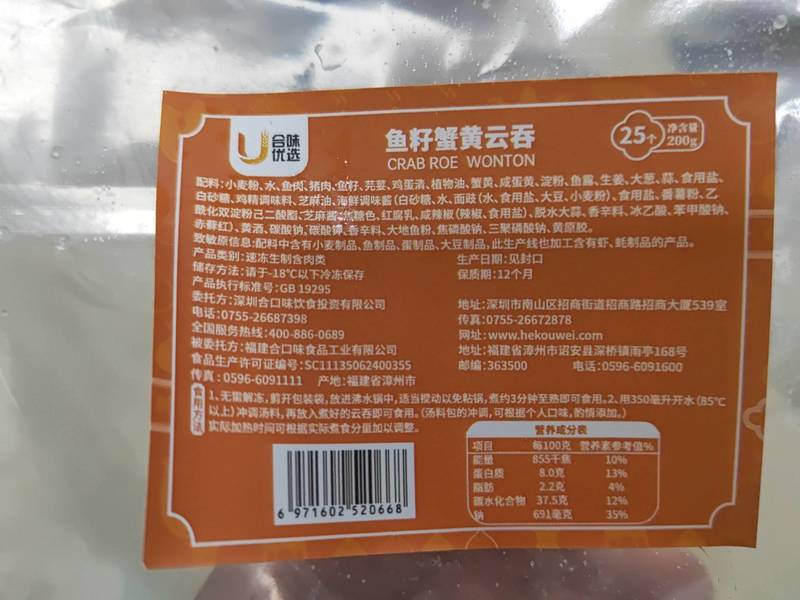 合味
优选
鱼籽蟹黄云吞
CRAB ROE WONTON
25个 净含量
200g
配料:小麦粉、水、鱼肉、猪肉、鱼籽、芫荽、鸡蛋清、植物油、蟹黄、咸蛋黄、淀粉、鱼露、生姜、大葱、蒜、食用盐、
白砂糖、鸡精调味料、芝麻油、海鲜调味酱(白砂糖、水、面豉(水、食用盐、大豆、小麦粉)、食用盐、番薯粉、乙
酰化双淀粉己二酸酯、芝麻酱、焦糖色、红腐乳、咸辣椒(辣椒、食用盐)、脱水大蒜、香辛料、冰乙酸、苯甲酸钠、
赤藓红)、黄酒、碳酸钠、碳酸钾、香辛料、大地鱼粉、焦磷酸钠、三聚磷酸钠、黄原胶。
致敏原信息:配料中含有小麦制品、鱼制品、蛋制品、大豆制品,此生产线也加工含有虾、蚝制品的产品。
产品类别:速冻生制含肉类 生产日期:见封口
储存方法:请于-18℃以下冷冻保存 保质期:12个月
产品执行标准号:GB 19295
委托方:深圳合口味饮食投资有限公司 地址:深圳市南山区招商街道招商路招商大厦539室
电话:0755-26687398 传真:0755-26672878
全国服务热线:400-886-0689 网址:www.hekouwei.com
被委托方:福建合口味食品工业有限公司 地址:福建省漳州市诏安县深桥镇雨亭168号
食品生产许可证编号:SC11135062400355 邮编:363500 电话:0596-6091600
传真:0596-6091111 产地:福建省漳州市
食用方法
1、无需解冻,剪开包装袋,放进沸水锅中,适当搅动以免粘锅,煮约3分钟至熟即可食用。2、用350毫升开水(85℃
以上)冲调汤料,再放入煮好的云吞即可食用。(汤料包的冲调,可根据个人口味,酌情添加。)
实际加热时间可根据实际煮食分量加以调整。
营养成分表
项目 每100克 营养素参考值%
能量 855千焦 10%
蛋白质 8.0克 13%
脂肪 2.2克 4%
碳水化合物 37.5克 12%
钠 691毫克 35%
6 971602 520668